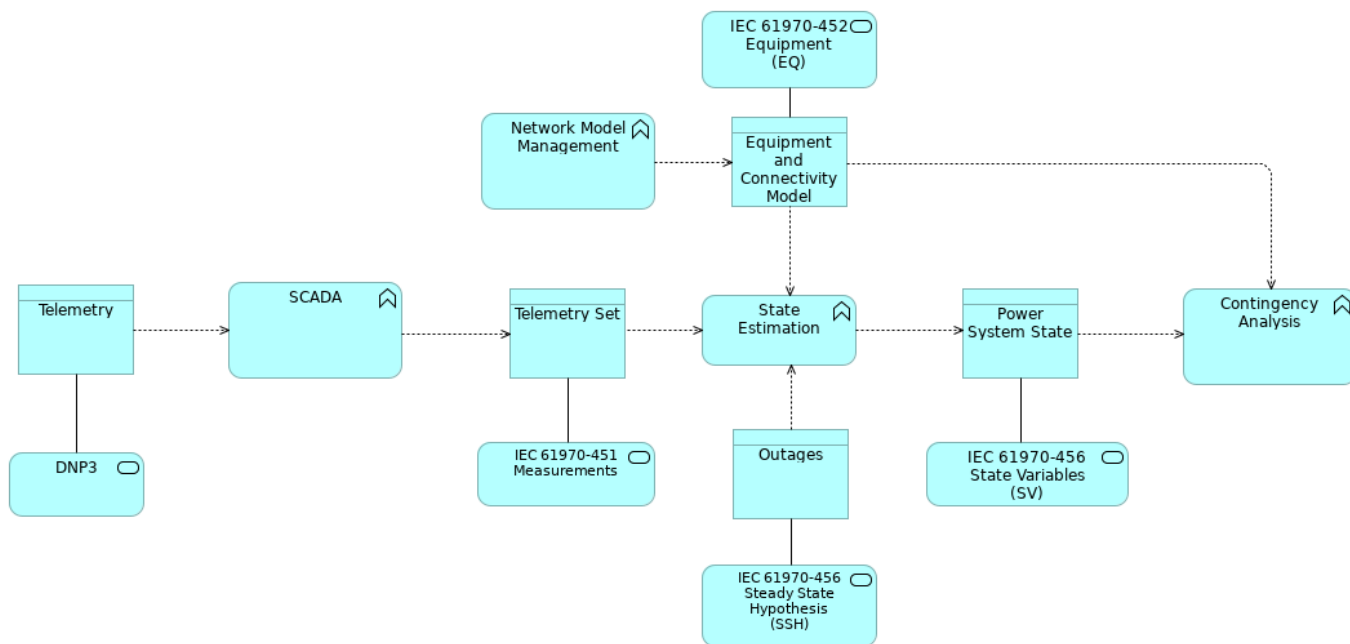 IEC 61970-452
Equipment
(EQ)
Network Model
Management
Equipment
and
Connectivity
Model
Telemetry
SCADA
Telemetry Set
State
Estimation
Power
System State
Contingency
Analysis
DNP3
IEC 61970-451
Measurements
Outages
IEC 61970-456
State Variables
(SV)
IEC 61970-456
Steady State
Hypothesis
(SSH)